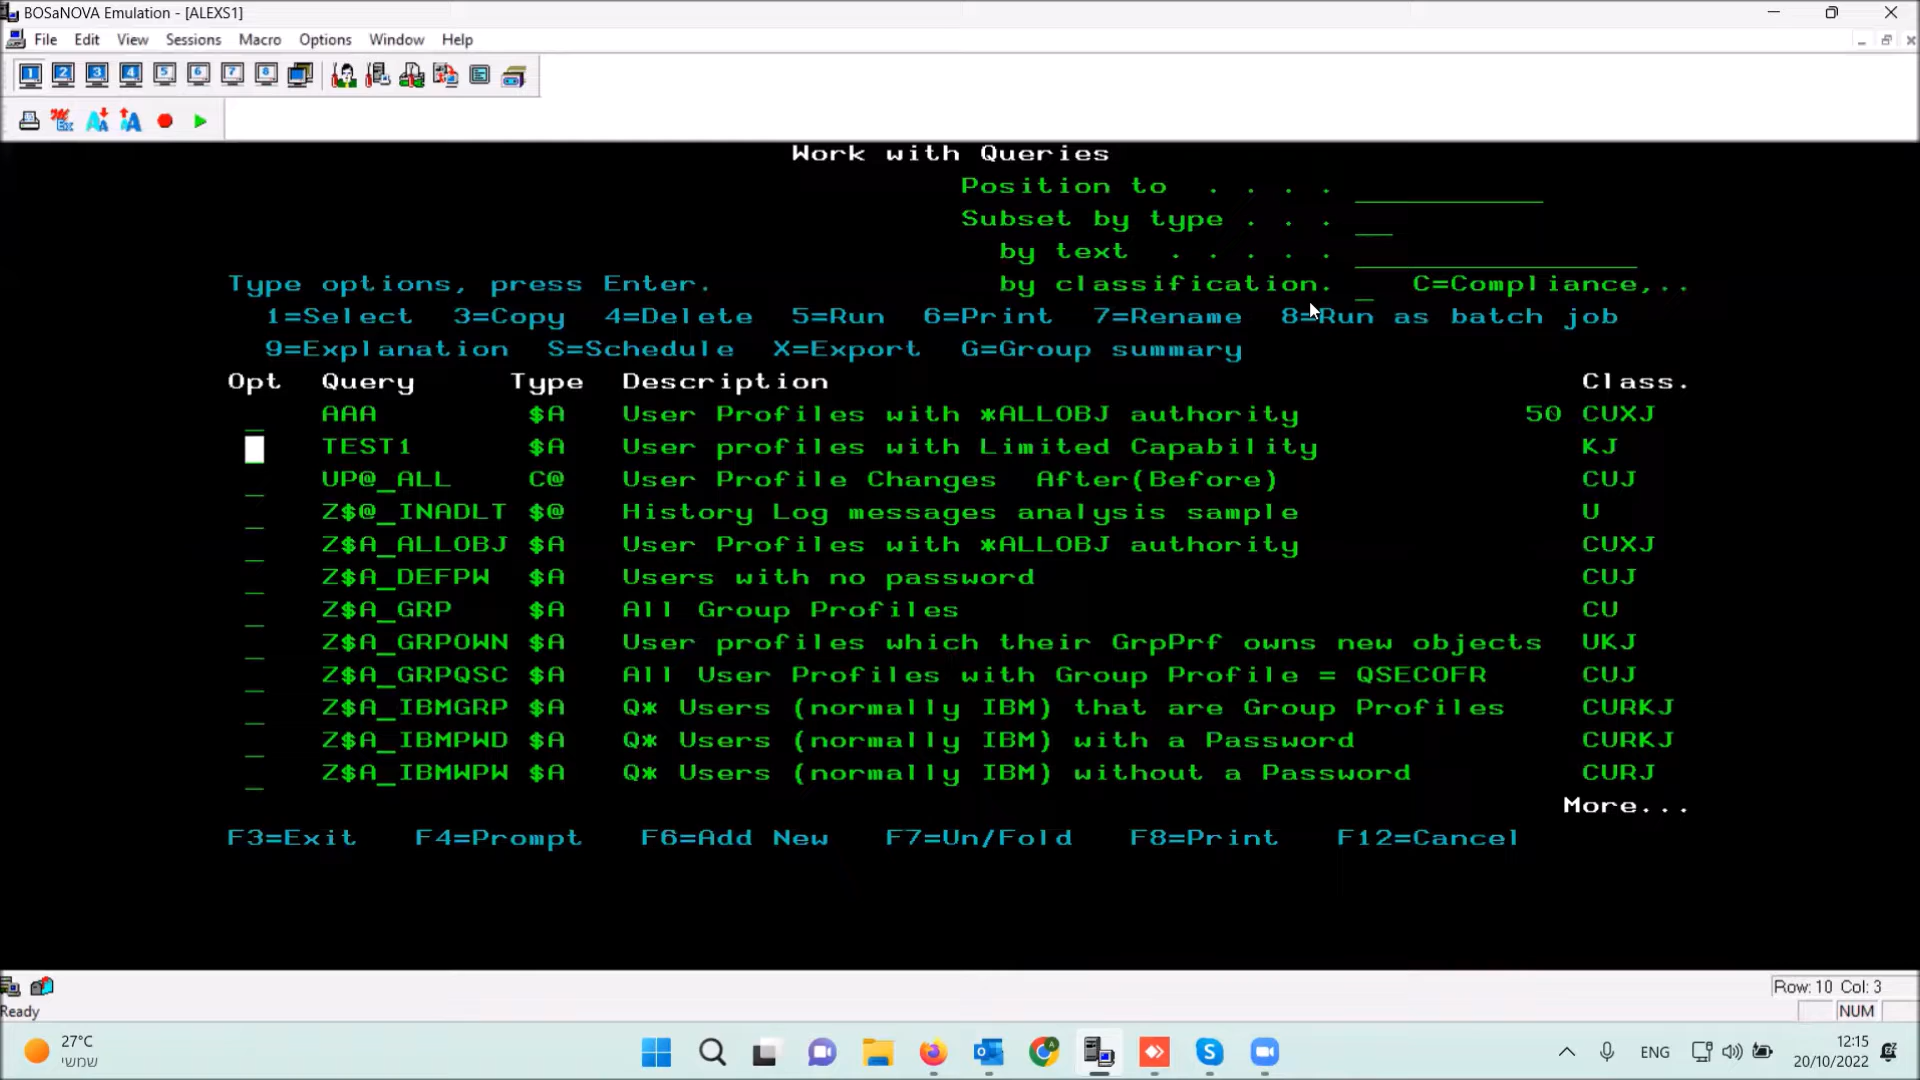 BOSaNOVA Emulation - [ALEXS1]
File Edit View Sessions Macro Options Window Help
1 2 3 4 5 6 7 8
Work with Queries
Position to . . . .
Subset by type . . .
by text . . . . .
Type options, press Enter. by classification. _ C=Compliance,..
1=Select 3=Copy 4=Delete 5=Run 6=Print 7=Rename 8=Run as batch job
9=Explanation S=Schedule X=Export G=Group summary
Opt Query Type Description Class.
_ AAA $A User Profiles with *ALLOBJ authority 50 CUXJ
TEST1 $A User profiles with Limited Capability KJ
_ UP@_ALL C@ User Profile Changes After(Before) CUJ
_ Z$@_INADLT $@ History Log messages analysis sample U
_ Z$A_ALLOBJ $A User Profiles with *ALLOBJ authority CUXJ
_ Z$A_DEFPW $A Users with no password CUJ
_ Z$A_GRP $A All Group Profiles CU
_ Z$A_GRPOWN $A User profiles which their GrpPrf owns new objects UKJ
_ Z$A_GRPQSC $A All User Profiles with Group Profile = QSECOFR CUJ
_ Z$A_IBMGRP $A Q* Users (normally IBM) that are Group Profiles CURKJ
_ Z$A_IBMPWD $A Q* Users (normally IBM) with a Password CURKJ
_ Z$A_IBMWPW $A Q* Users (normally IBM) without a Password CURJ
More...
F3=Exit F4=Prompt F6=Add New F7=Un/Fold F8=Print F12=Cancel
Row: 10 Col: 3
Ready NUM
27°C
שמשי
ENG
12:15
20/10/2022